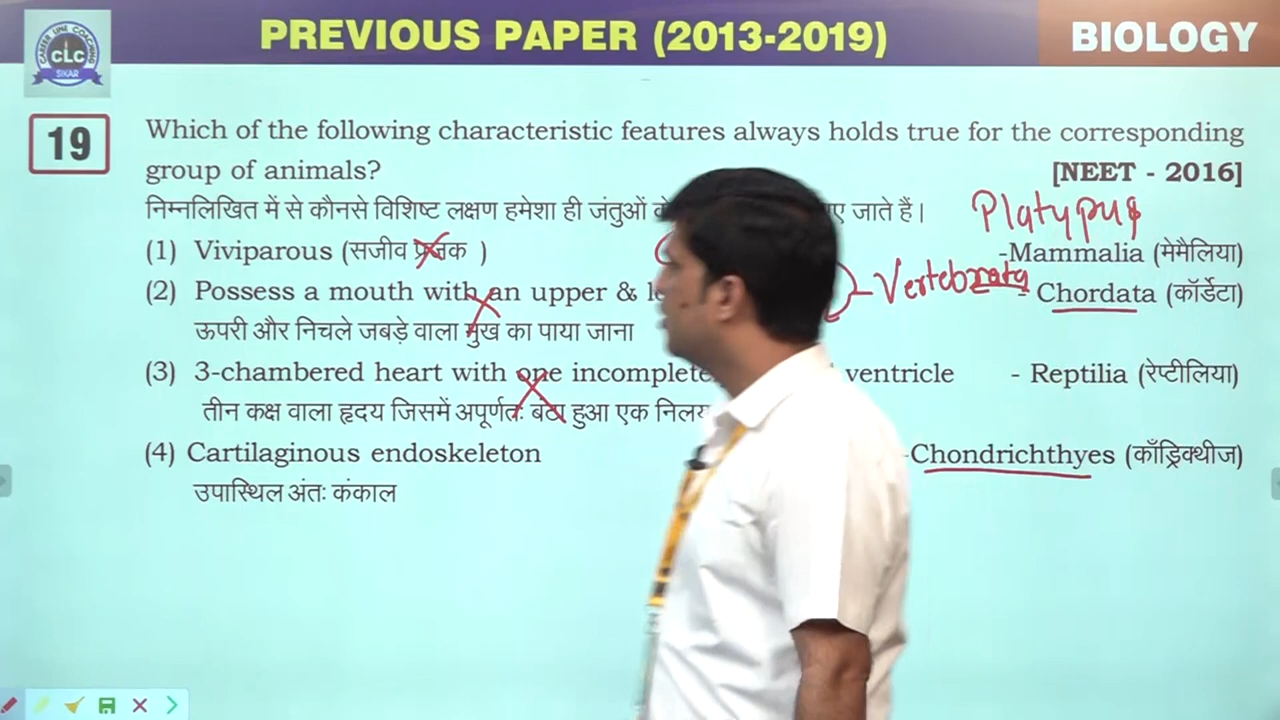 PREVIOUS PAPER (2013-2019)
BIOLOGY
CAREER LINE COACHING
CLC
SIKAR
19
Which of the following characteristic features always holds true for the corresponding
group of animals? [NEET - 2016]
निम्नलिखित में से कौनसे विशिष्ट लक्षण हमेशा ही जंतुओं जाते हैं।
Platypus
(1) Viviparous (सजीव प्रजक ) -Mammalia (मेमैलिया)
Vertebrata
(2) Possess a mouth with an upper & - Chordata (कॉर्डेटा)
ऊपरी और निचले जबड़े वाला मुख का पाया जाना
(3) 3-chambered heart with one incomplete ventricle - Reptilia (रेप्टीलिया)
तीन कक्ष वाला हृदय जिसमें अपूर्णतः बंटा हुआ एक
(4) Cartilaginous endoskeleton -Chondrichthyes (काँड्रिक्थीज)
उपास्थिल अंतः कंकाल